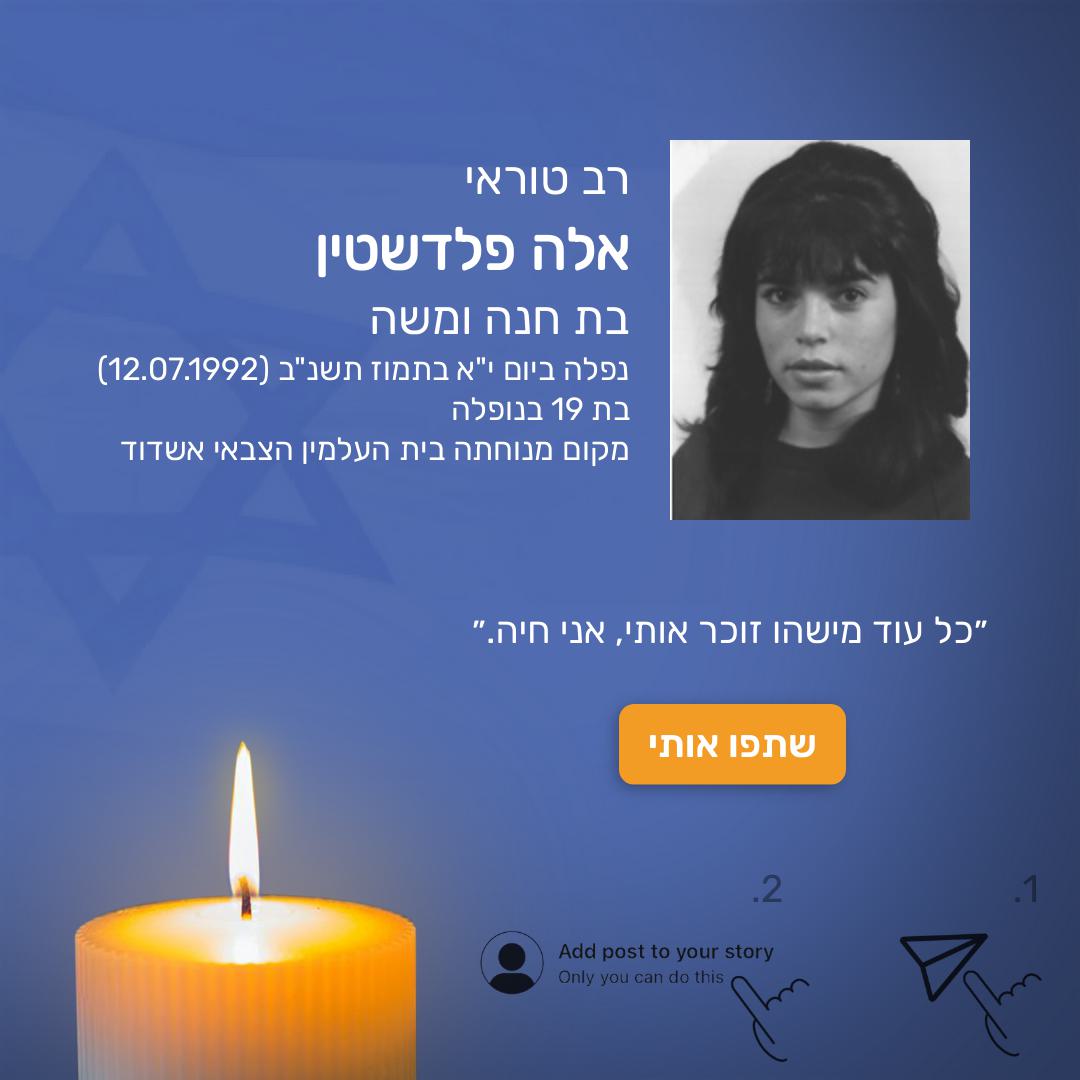 רב טוראי
אלה פלדשטין
בת חנה ומשה
נפלה ביום י"א בתמוז תשנ"ב (12.07.1992)
בת 19 בנופלה
מקום מנוחתה בית העלמין הצבאי אשדוד
״כל עוד מישהו זוכר אותי, אני חיה.״
שתפו אותי
1.
2.
Add post to your story
Only you can do this